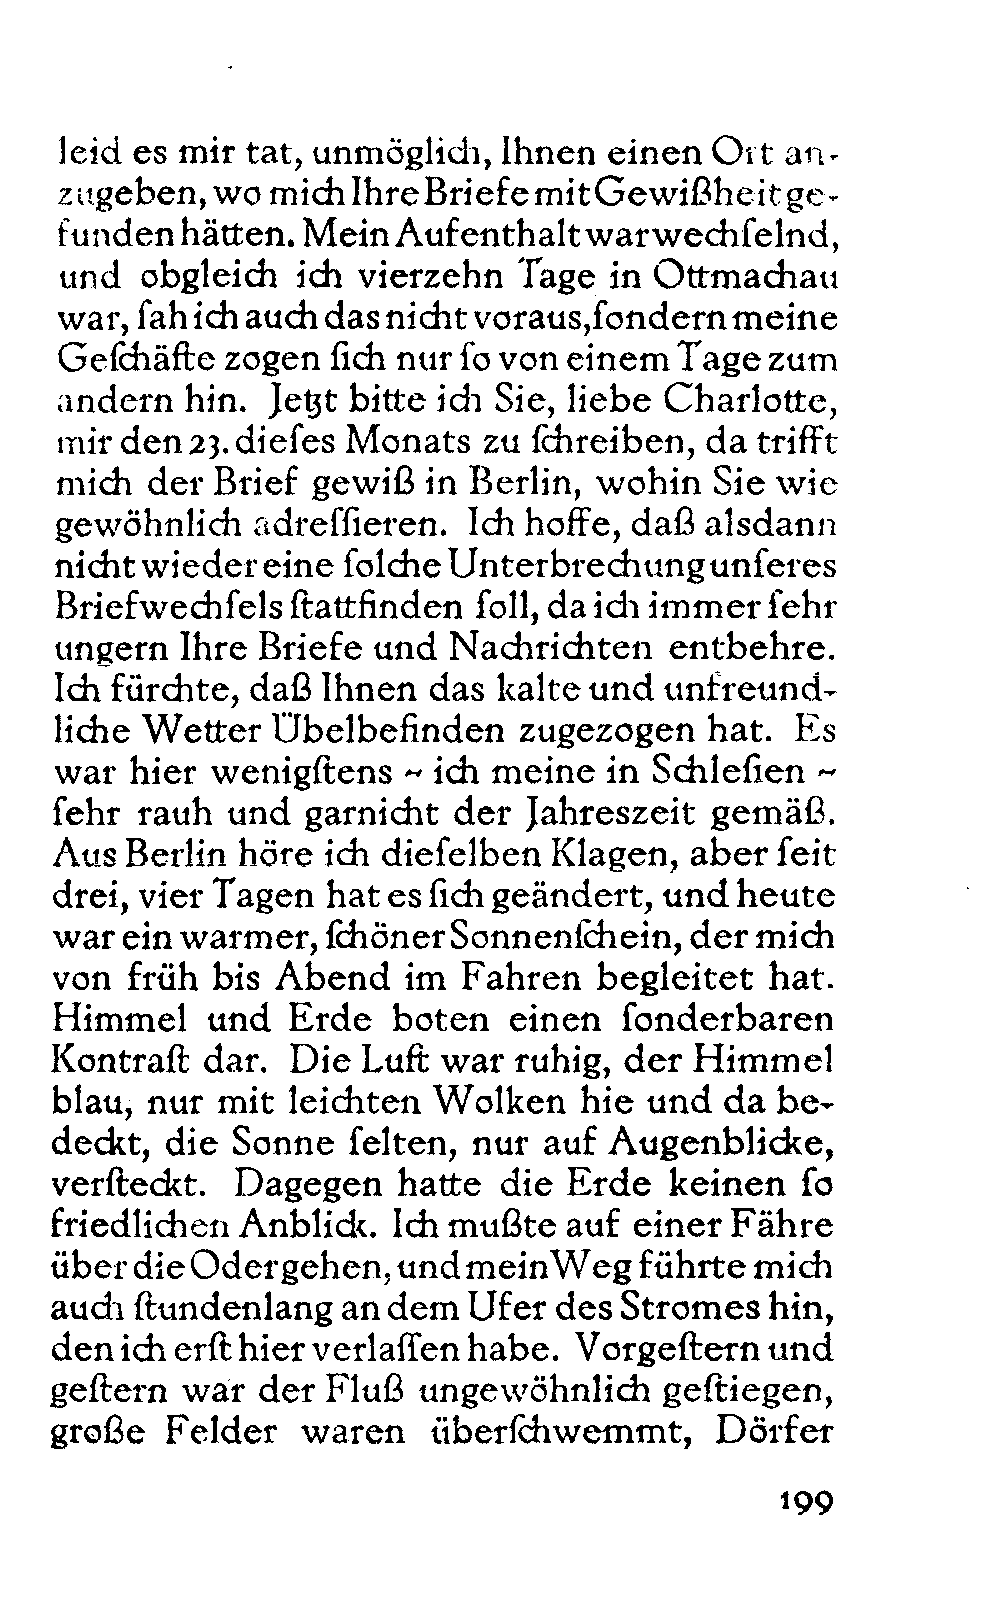 leid es mir tat, unmöglich, Ihnen einen Ort an-
zugeben, wo mich Ihre Briefe mit Gewißheit ge-
funden hätten. Mein Aufenthalt war wechſelnd,
und obgleich ich vierzehn Tage in Ottmachau
war, ſah ich auch das nicht voraus, ſondern meine
Geſchäfte zogen ſich nur ſo von einem Tage zum
andern hin. Jetzt bitte ich Sie, liebe Charlotte,
mir den 23. dieſes Monats zu ſchreiben, da trifft
mich der Brief gewiß in Berlin, wohin Sie wie
gewöhnlich adreſſieren. Ich hoffe, daß alsdann
nicht wieder eine ſolche Unterbrechung unſeres
Briefwechſels ſtattfinden ſoll, da ich immer ſehr
ungern Ihre Briefe und Nachrichten entbehre.
Ich fürchte, daß Ihnen das kalte und unfreund-
liche Wetter Übelbefinden zugezogen hat. Es
war hier wenigſtens ~ ich meine in Schleſien ~
ſehr rauh und garnicht der Jahreszeit gemäß.
Aus Berlin höre ich dieſelben Klagen, aber ſeit
drei, vier Tagen hat es ſich geändert, und heute
war ein warmer, ſchöner Sonnenſchein, der mich
von früh bis Abend im Fahren begleitet hat.
Himmel und Erde boten einen ſonderbaren
Kontraſt dar. Die Luft war ruhig, der Himmel
blau, nur mit leichten Wolken hie und da be-
deckt, die Sonne ſelten, nur auf Augenblicke,
verſteckt. Dagegen hatte die Erde keinen ſo
friedlichen Anblick. Ich mußte auf einer Fähre
über die Oder gehen, und mein Weg führte mich
auch ſtundenlang an dem Ufer des Stromes hin,
den ich erſt hier verlaſſen habe. Vorgeſtern und
geſtern war der Fluß ungewöhnlich geſtiegen,
große Felder waren überſchwemmt, Dörfer
199